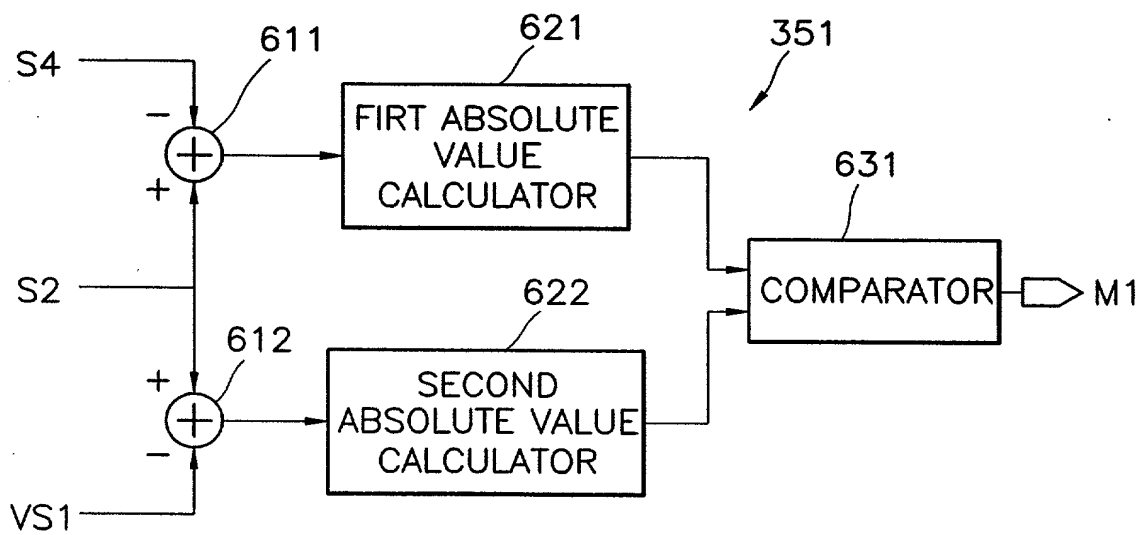 611
621
351
S4
−
FIRT ABSOLUTE
VALUE
CALCULATOR
+
631
S2
COMPARATOR
M1
612
622
+
SECOND
ABSOLUTE VALUE
CALCULATOR
−
VS1